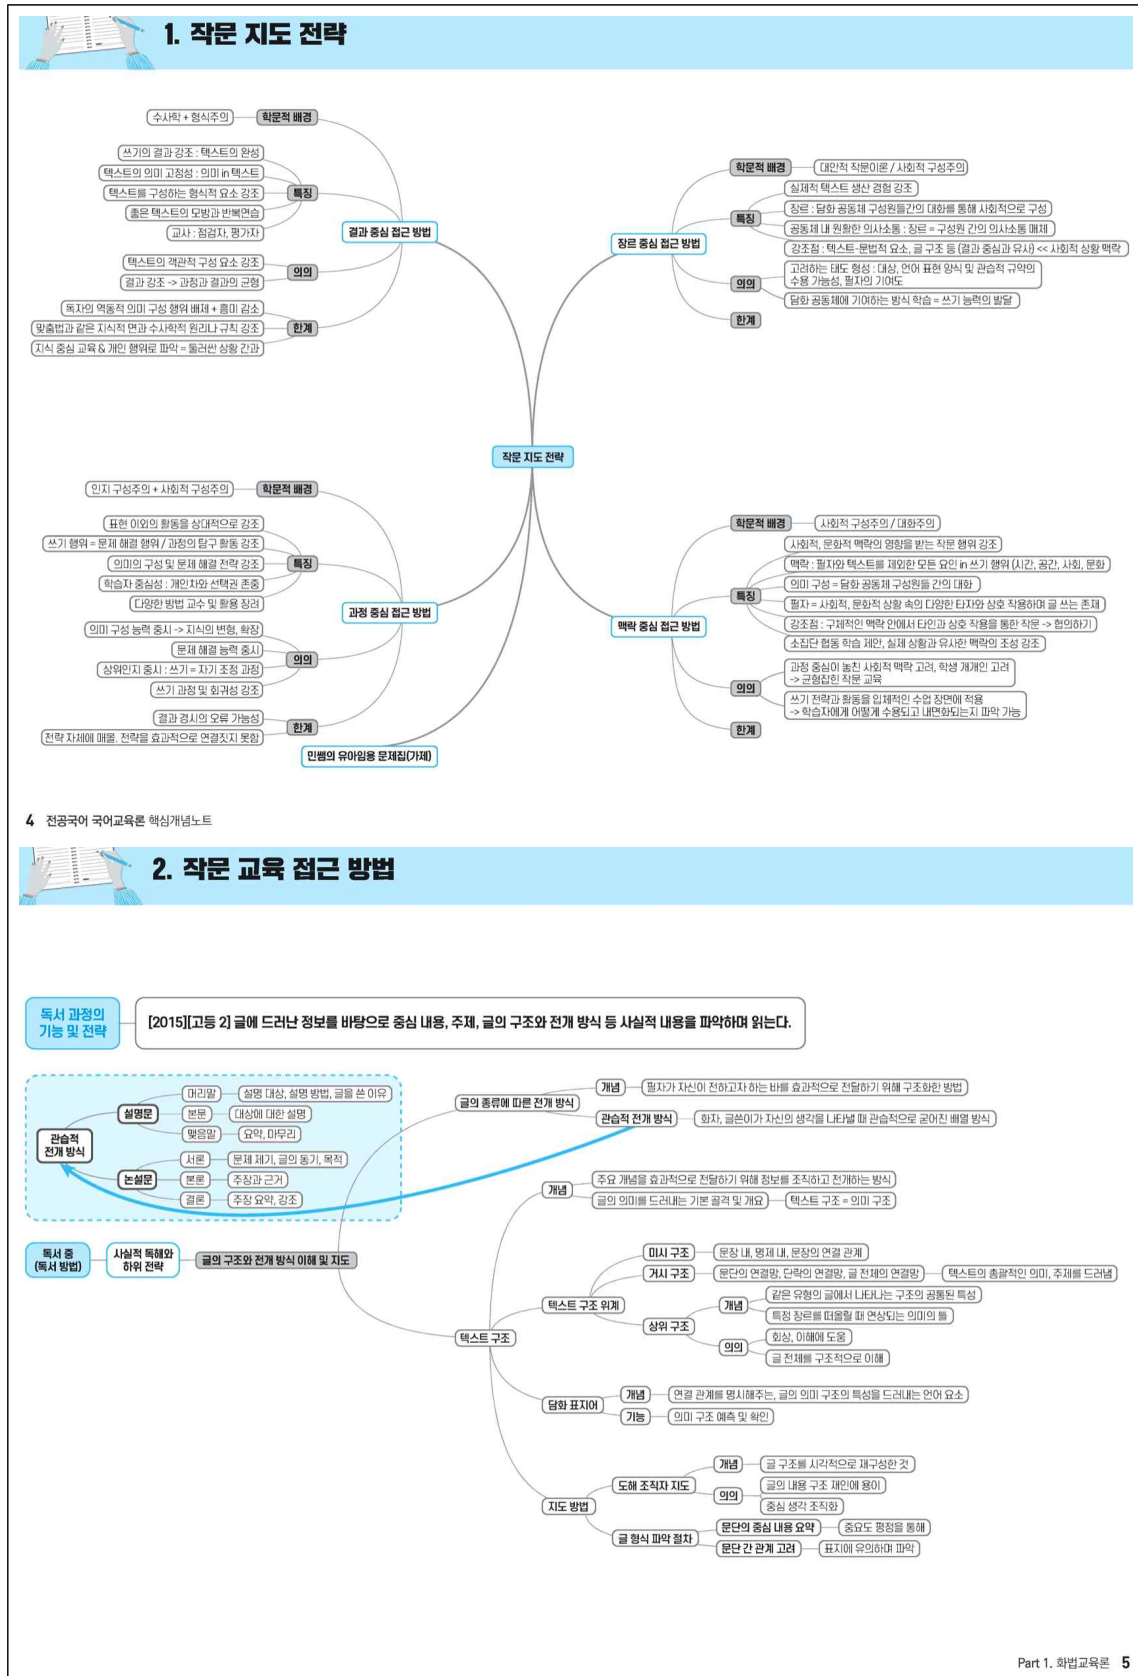 1. 작문 지도 전략
수사학 + 형식주의
학문적 배경
쓰기의 결과 강조 : 텍스트의 완성
텍스트의 의미 고정성 : 의미 in 텍스트
텍스트를 구성하는 형식적 요소 강조
좋은 텍스트의 모방과 반복연습
교사 : 점검자, 평가자
특징
텍스트의 객관적 구성 요소 강조
결과 강조 -> 과정과 결과의 균형
의의
독자의 역동적 의미 구성 행위 배제 + 흥미 감소
맞춤법과 같은 지식적 면과 수사학적 원리나 규칙 강조
지식 중심 교육 & 개인 행위로 파악 = 둘러싼 상황 간과
한계
결과 중심 접근 방법
장르 중심 접근 방법
학문적 배경
대안적 작문이론 / 사회적 구성주의
특징
실제적 텍스트 생산 경험 강조
장르 : 담화 공동체 구성원들간의 대화를 통해 사회적으로 구성
공동체 내 원활한 의사소통 : 장르 = 구성원 간의 의사소통 매체
강조점 : 텍스트-문법적 요소, 글 구조 등 (결과 중심과 유사) << 사회적 상황 맥락
의의
고려하는 태도 형성 : 대상, 언어 표현 양식 및 관습적 규약의
수용 가능성, 필자의 기여도
담화 공동체에 기여하는 방식 학습 = 쓰기 능력의 발달
한계
작문 지도 전략
인지 구성주의 + 사회적 구성주의
학문적 배경
표현 이외의 활동을 상대적으로 강조
쓰기 행위 = 문제 해결 행위 / 과정의 탐구 활동 강조
의미의 구성 및 문제 해결 전략 강조
학습자 중심성 : 개인차와 선택권 존중
다양한 방법 교수 및 활용 장려
특징
의미 구성 능력 중시 -> 지식의 변형, 확장
문제 해결 능력 중시
상위인지 중시 : 쓰기 = 자기 조정 과정
쓰기 과정 및 회귀성 강조
의의
결과 경시의 오류 가능성
전략 자체에 매몰. 전략을 효과적으로 연결짓지 못함
한계
과정 중심 접근 방법
민쌤의 유아임용 문제집(가제)
맥락 중심 접근 방법
학문적 배경
사회적 구성주의 / 대화주의
특징
사회적, 문화적 맥락의 영향을 받는 작문 행위 강조
맥락 : 필자와 텍스트를 제외한 모든 요인 in 쓰기 행위 (시간, 공간, 사회, 문화
의미 구성 = 담화 공동체 구성원들 간의 대화
필자 = 사회적, 문화적 상황 속의 다양한 타자와 상호 작용하며 글 쓰는 존재
강조점 : 구체적인 맥락 안에서 타인과 상호 작용을 통한 작문 -> 협의하기
소집단 협동 학습 제안, 실제 상황과 유사한 맥락의 조성 강조
의의
과정 중심이 놓친 사회적 맥락 고려, 학생 개개인 고려
-> 균형잡힌 작문 교육
쓰기 전략과 활동을 입체적인 수업 장면에 적용
-> 학습자에게 어떻게 수용되고 내면화되는지 파악 가능
한계
4 전공국어 국어교육론 핵심개념노트
2. 작문 교육 접근 방법
독서 과정의
기능 및 전략
[2015][고등 2] 글에 드러난 정보를 바탕으로 중심 내용, 주제, 글의 구조와 전개 방식 등 사실적 내용을 파악하며 읽는다.
관습적
전개 방식
설명문
머리말
설명 대상, 설명 방법, 글을 쓴 이유
본문
대상에 대한 설명
맺음말
요약, 마무리
논설문
서론
문제 제기, 글의 동기, 목적
본론
주장과 근거
결론
주장 요약, 강조
독서 중
(독서 방법)
사실적 독해와
하위 전략
글의 구조와 전개 방식 이해 및 지도
글의 종류에 따른 전개 방식
개념
필자가 자신이 전하고자 하는 바를 효과적으로 전달하기 위해 구조화한 방법
관습적 전개 방식
화자, 글쓴이가 자신의 생각을 나타낼 때 관습적으로 굳어진 배열 방식
텍스트 구조
개념
주요 개념을 효과적으로 전달하기 위해 정보를 조직하고 전개하는 방식
글의 의미를 드러내는 기본 골격 및 개요
텍스트 구조 = 의미 구조
텍스트 구조 위계
미시 구조
문장 내, 명제 내, 문장의 연결 관계
거시 구조
문단의 연결망, 단락의 연결망, 글 전체의 연결망
텍스트의 총괄적인 의미, 주제를 드러냄
상위 구조
개념
같은 유형의 글에서 나타나는 구조의 공통된 특성
특정 장르를 떠올릴 때 연상되는 의미의 틀
의의
회상, 이해에 도움
글 전체를 구조적으로 이해
담화 표지어
개념
연결 관계를 명시해주는, 글의 의미 구조의 특성을 드러내는 언어 요소
기능
의미 구조 예측 및 확인
지도 방법
도해 조직자 지도
개념
글 구조를 시각적으로 재구성한 것
의의
글의 내용 구조 재인에 용이
중심 생각 조직화
글 형식 파악 절차
문단의 중심 내용 요약
중요도 평정을 통해
문단 간 관계 고려
표지에 유의하며 파악
Part 1. 화법교육론 5